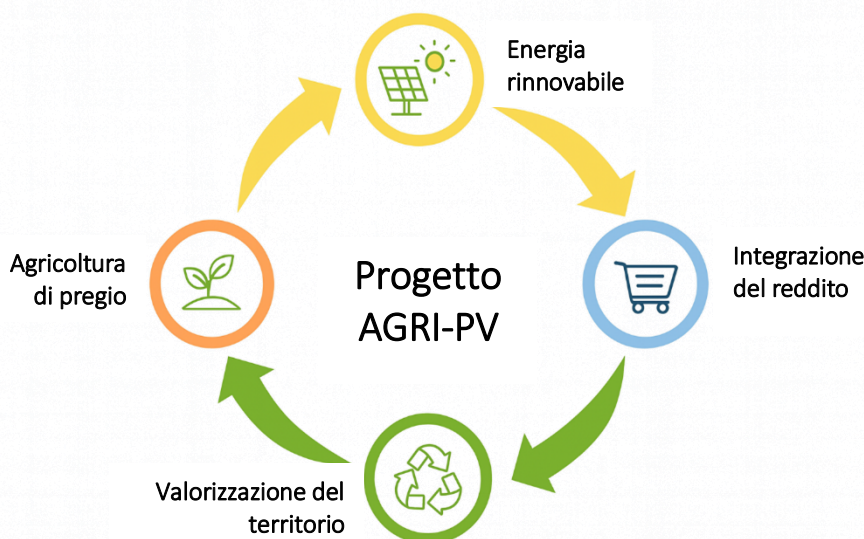 Energia
rinnovabile
Agricoltura
di pregio
Progetto
AGRI-PV
Integrazione
del reddito
Valorizzazione del
territorio